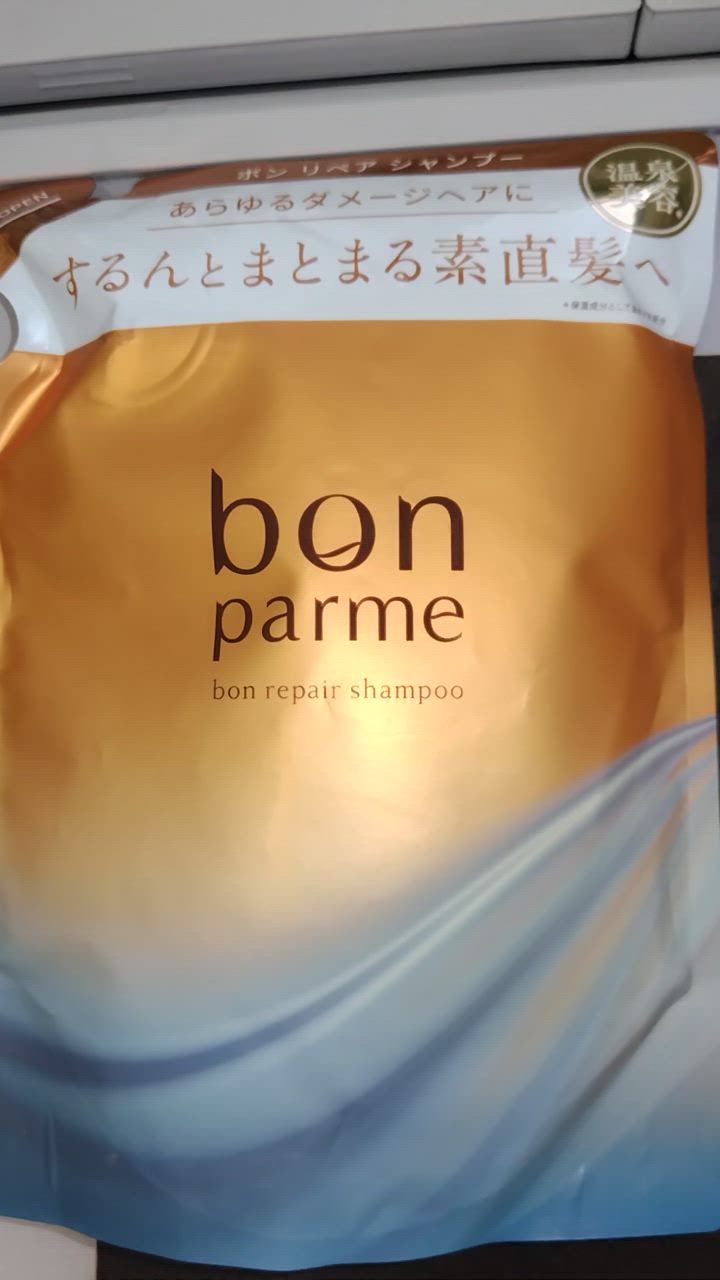 OPEN
ボン リペア シャンプー
あらゆるダメージヘアに
するんとまとまる素直髪へ
温泉
美容
bon
parme
bon repair shampoo